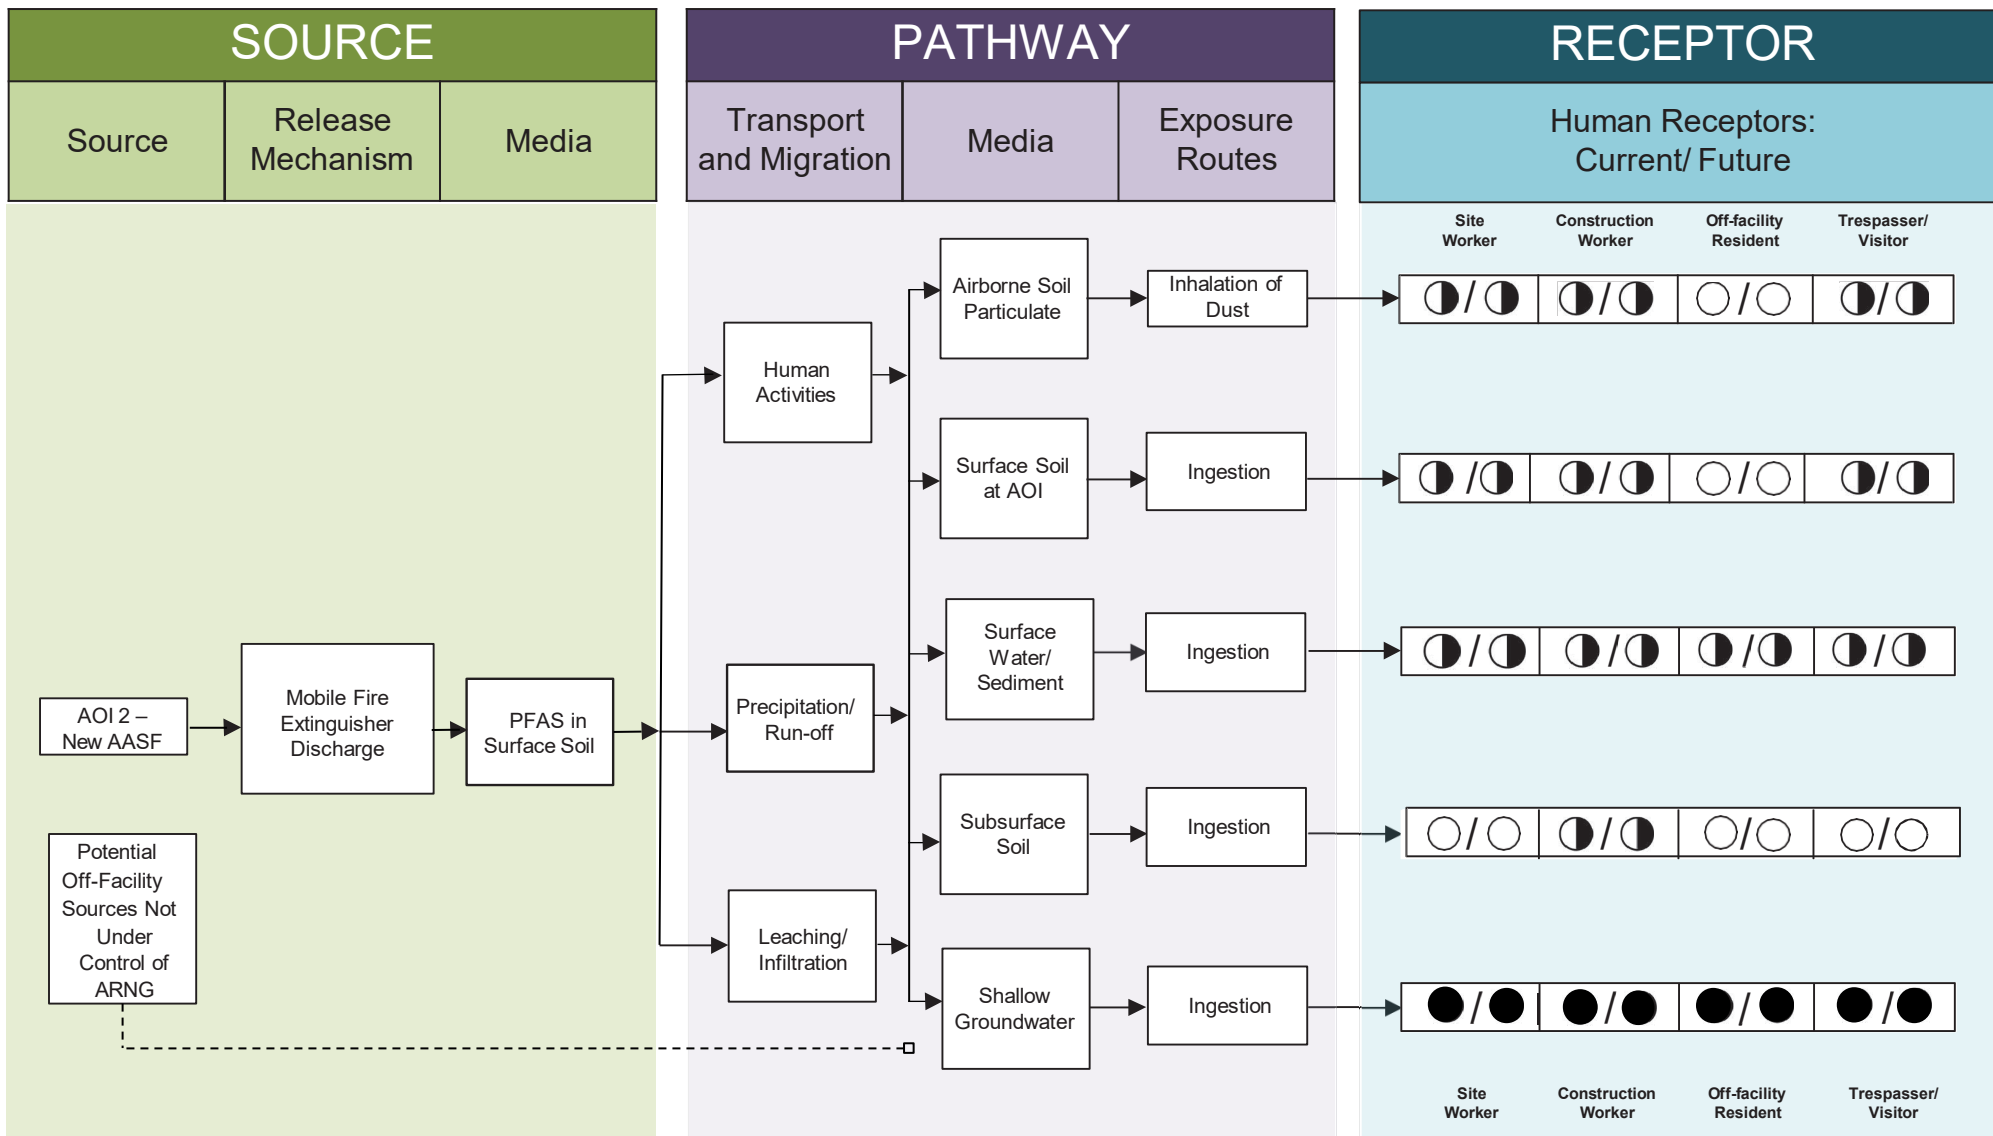 SOURCE
PATHWAY
RECEPTOR
Source
Release
Mechanism
Media
Transport
and Migration
Media
Exposure
Routes
Human Receptors:
Current/ Future
Site
Worker
Construction
Worker
Off-facility
Resident
Trespasser/
Visitor
Airborne Soil
Particulate
Inhalation of
Dust
/
/
/
/
Human
Activities
Surface Soil
at AOI
Ingestion
/
/
/
/
Surface
Water/
Sediment
Ingestion
/
/
/
/
AOI 2 –
New AASF
Mobile Fire
Extinguisher
Discharge
PFAS in
Surface Soil
Precipitation/
Run-off
Subsurface
Soil
Ingestion
/
/
/
/
Potential
Off-Facility
Sources Not
Under
Control of
ARNG
Leaching/
Infiltration
Shallow
Groundwater
Ingestion
/
/
/
/
Site
Worker
Construction
Worker
Off-facility
Resident
Trespasser/
Visitor